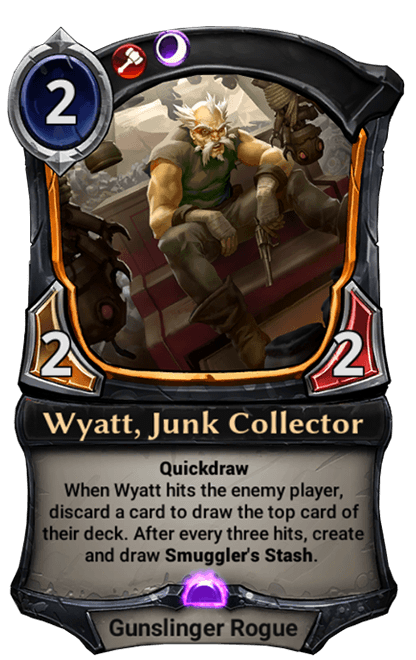 2
2
2
Wyatt, Junk Collector
Quickdraw
When Wyatt hits the enemy player,
discard a card to draw the top card of
their deck. After every three hits, create
and draw Smuggler's Stash.
Gunslinger Rogue